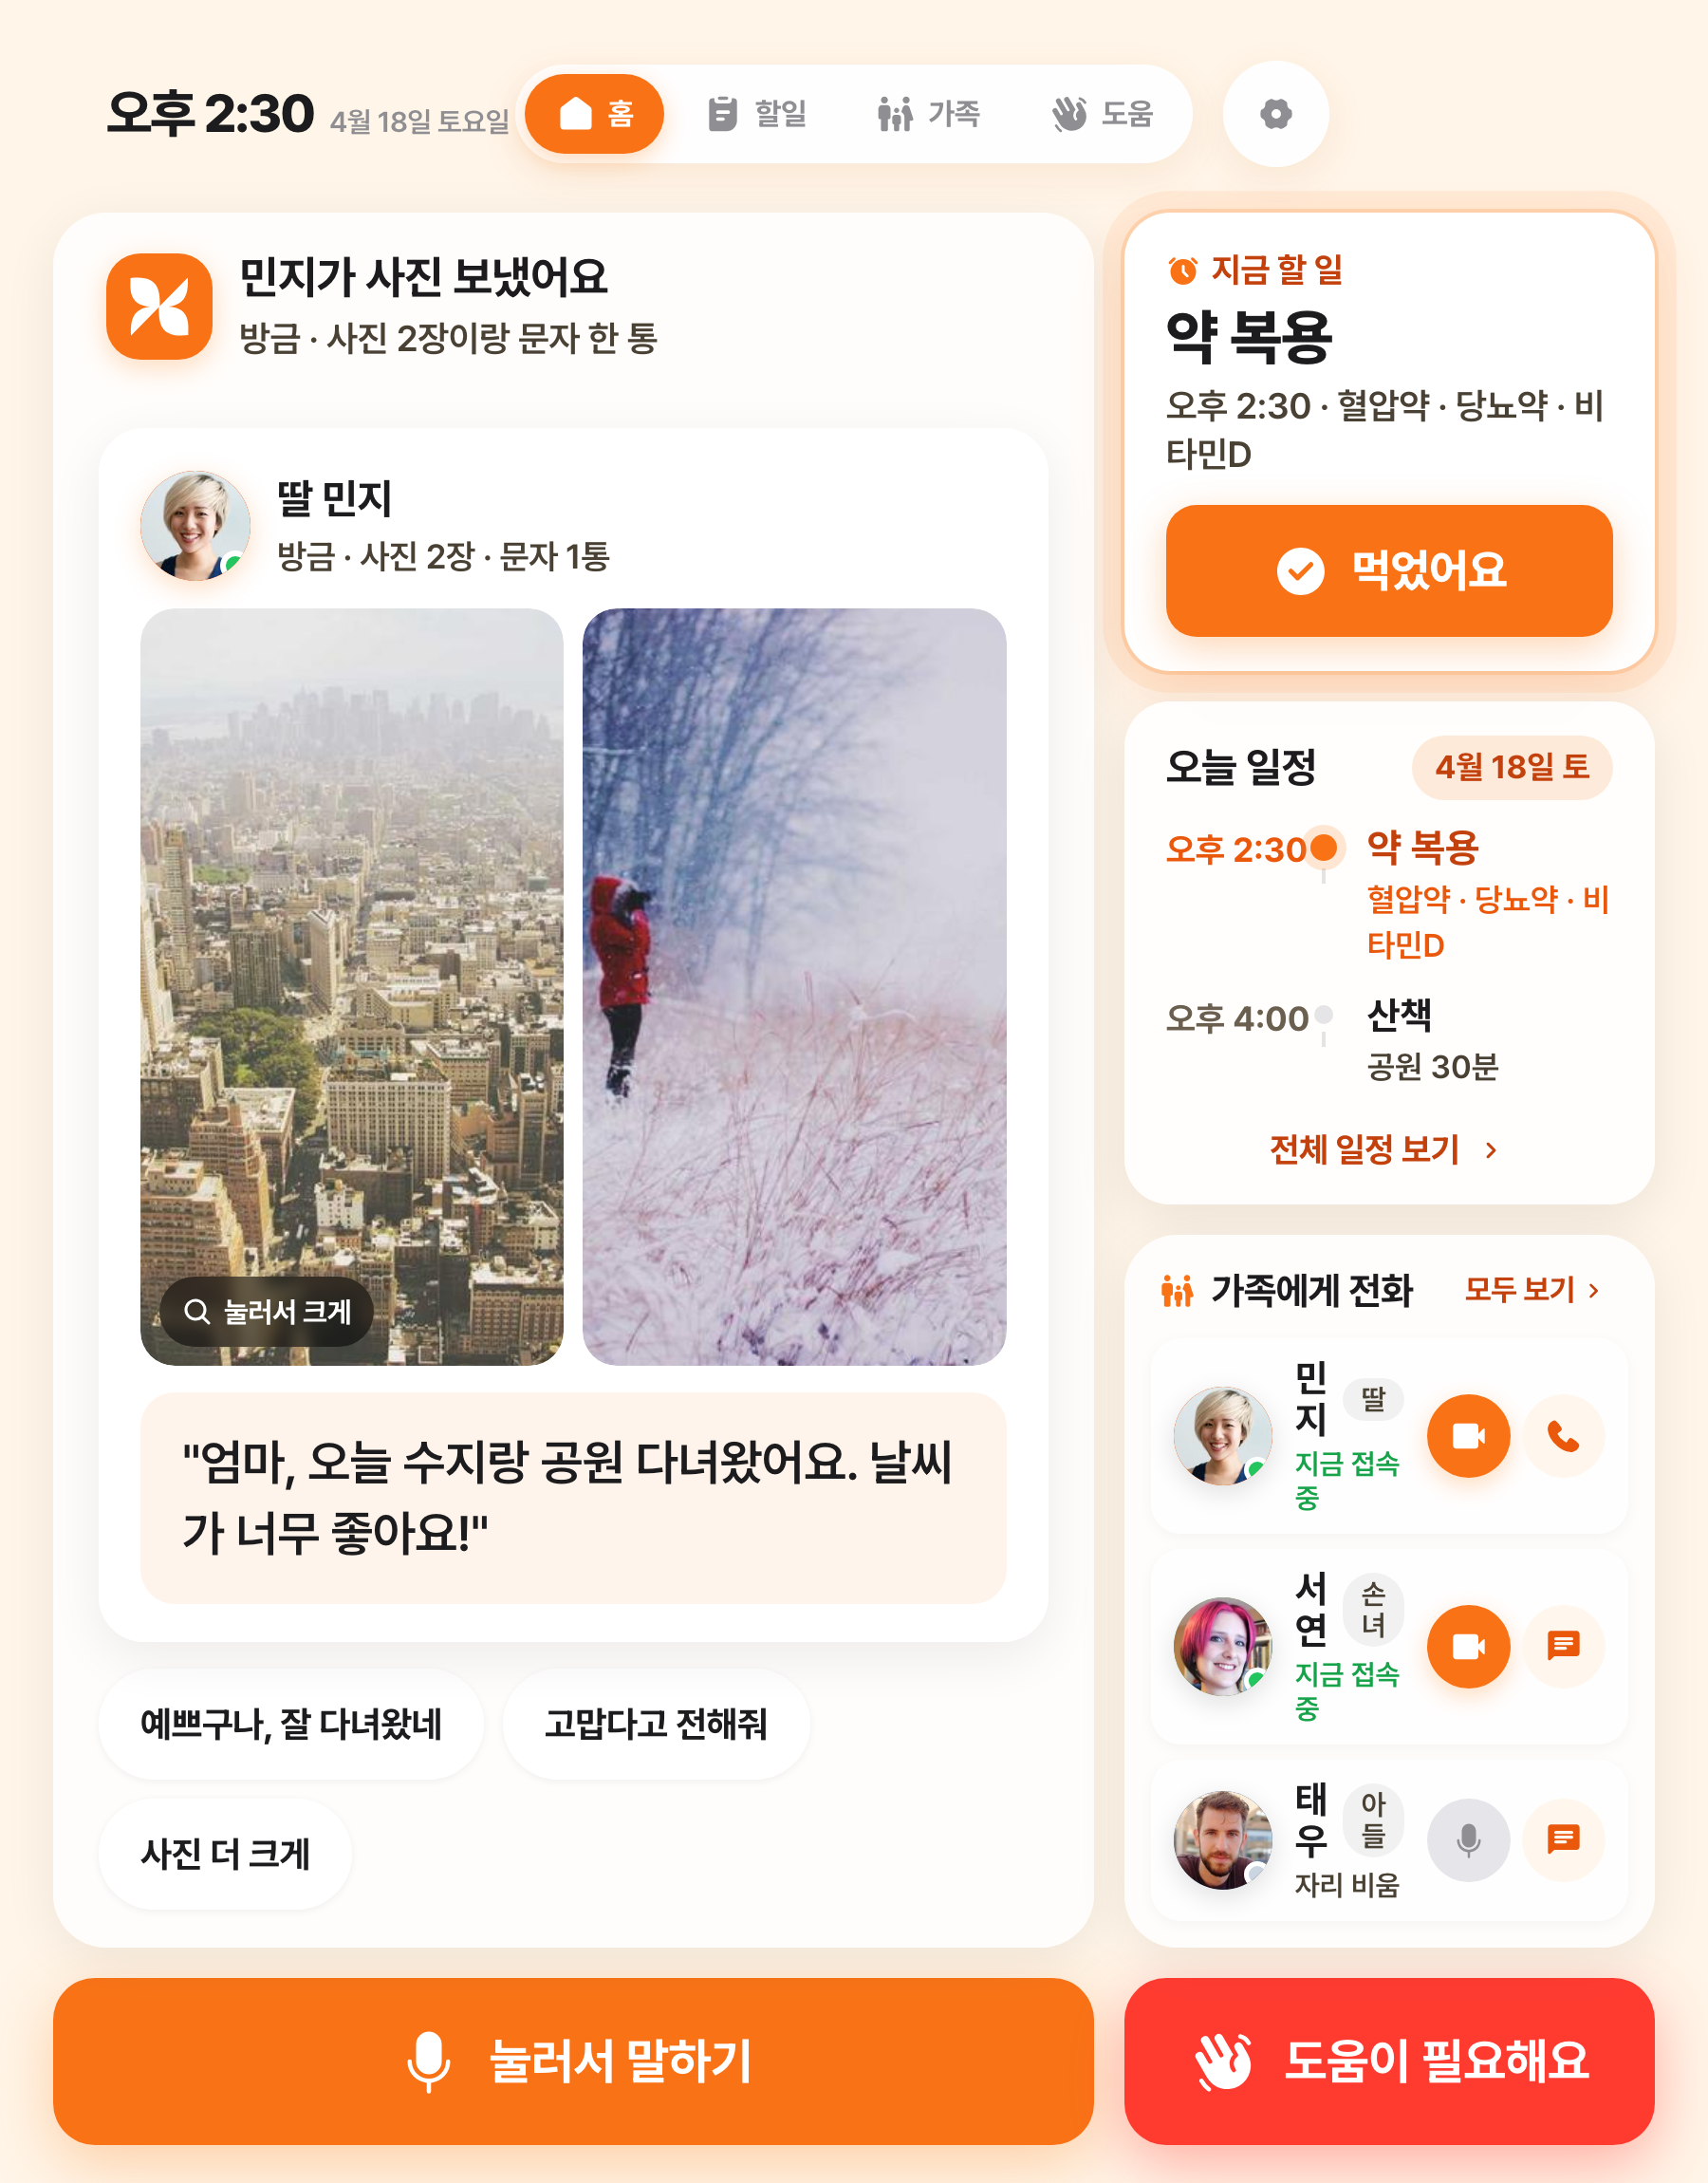 오후 2:30 4월 18일 토요일
홈
할일
가족
도움
민지가 사진 보냈어요
방금 · 사진 2장이랑 문자 한 통
딸 민지
방금 · 사진 2장 · 문자 1통
눌러서 크게
"엄마, 오늘 수지랑 공원 다녀왔어요. 날씨
가 너무 좋아요!"
예쁘구나, 잘 다녀왔네
고맙다고 전해줘
사진 더 크게
지금 할 일
약 복용
오후 2:30 · 혈압약 · 당뇨약 · 비
타민D
먹었어요
오늘 일정
4월 18일 토
오후 2:30
약 복용
혈압약 · 당뇨약 · 비
타민D
오후 4:00
산책
공원 30분
전체 일정 보기
가족에게 전화
모두 보기
민
지
딸
지금 접속
중
서
연
손
녀
지금 접속
중
태
우
아
들
자리 비움
눌러서 말하기
도움이 필요해요